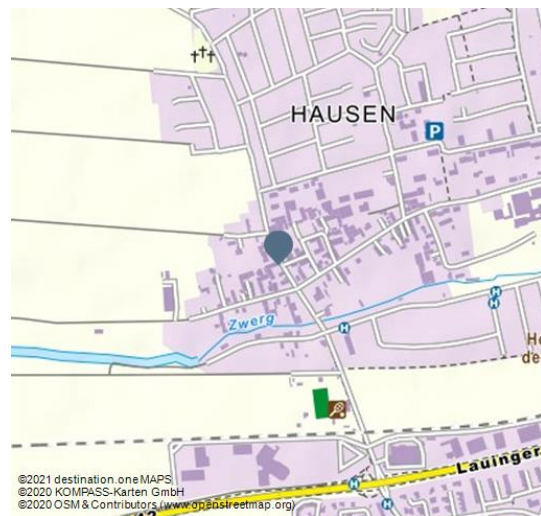 HAUSEN
P
Zwerg
H
H
H
H
He
de
Lauinger
H
H
©2021 destination.one MAPS
©2020 KOMPASS-Karten GmbH
©2020 OSM & Contributors (www.openstreetmap.org)